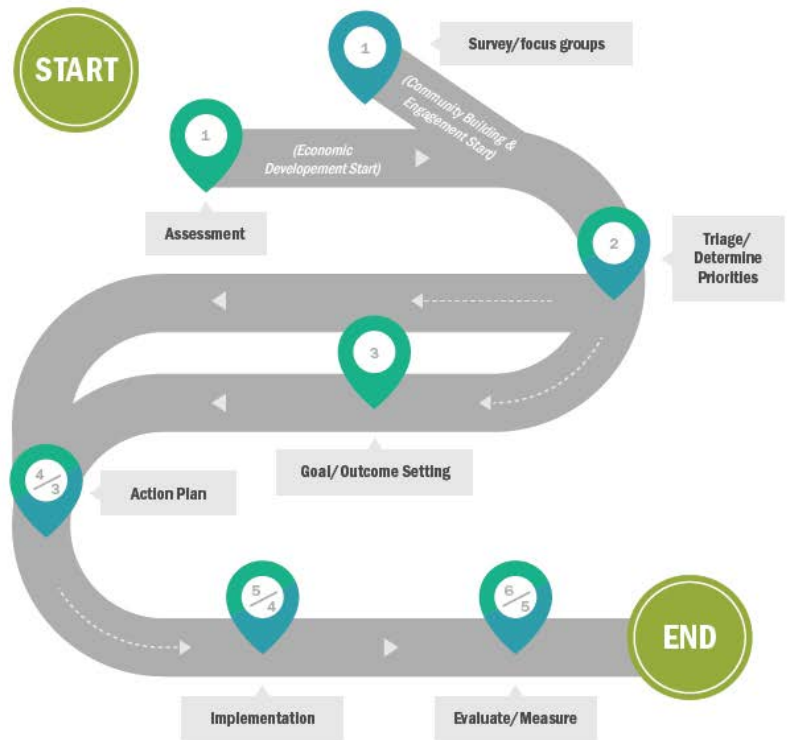 START
1
Survey/focus groups
(Community Building &
Engagement Start)
1
(Economic
Developement Start)
Assessment
2
Triage/
Determine
Priorities
3
Goal/Outcome Setting
4/3
Action Plan
5/4
Implementation
6/5
Evaluate/Measure
END